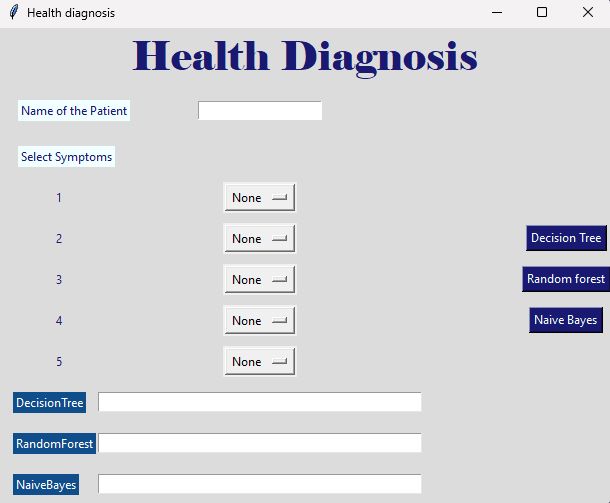 Health diagnosis
Health Diagnosis
Name of the Patient
Select Symptoms
1 None
2 None Decision Tree
3 None Random forest
4 None Naive Bayes
5 None
DecisionTree
RandomForest
NaiveBayes